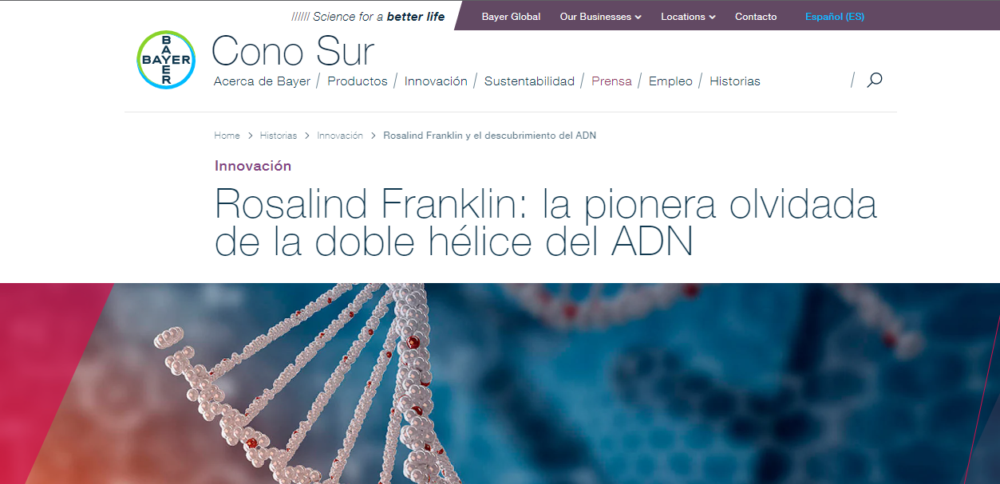 ////// Science for a better life
Bayer Global Our Businesses Locations Contacto Español (ES)
BAYER
BAYER
Cono Sur
Acerca de Bayer / Productos / Innovación / Sustentabilidad / Prensa / Empleo / Historias /
Home > Historias > Innovación > Rosalind Franklin y el descubrimiento del ADN
Innovación
Rosalind Franklin: la pionera olvidada
de la doble hélice del ADN